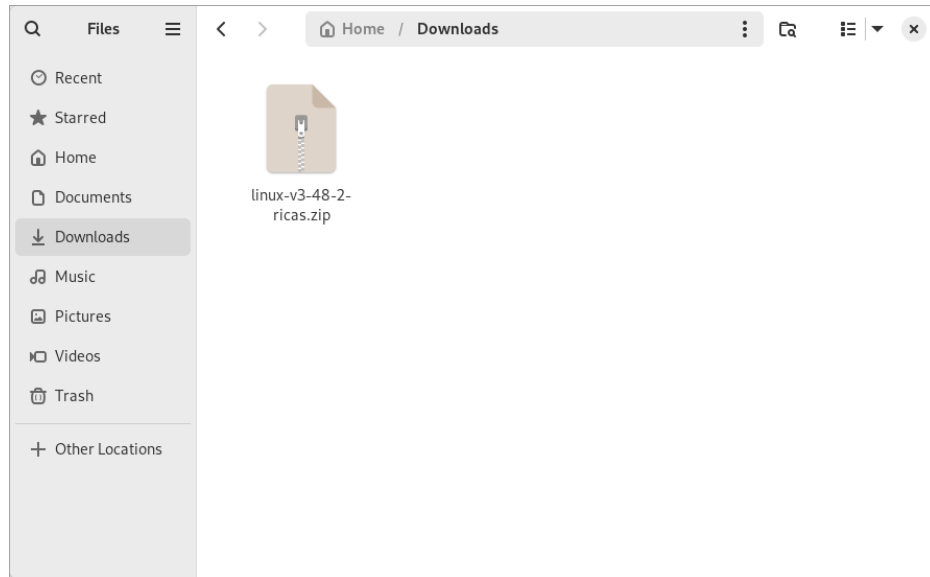 Files
Home / Downloads
Recent
Starred
Home
Documents
Downloads
Music
Pictures
Videos
Trash
Other Locations
linux-v3-48-2-
ricas.zip